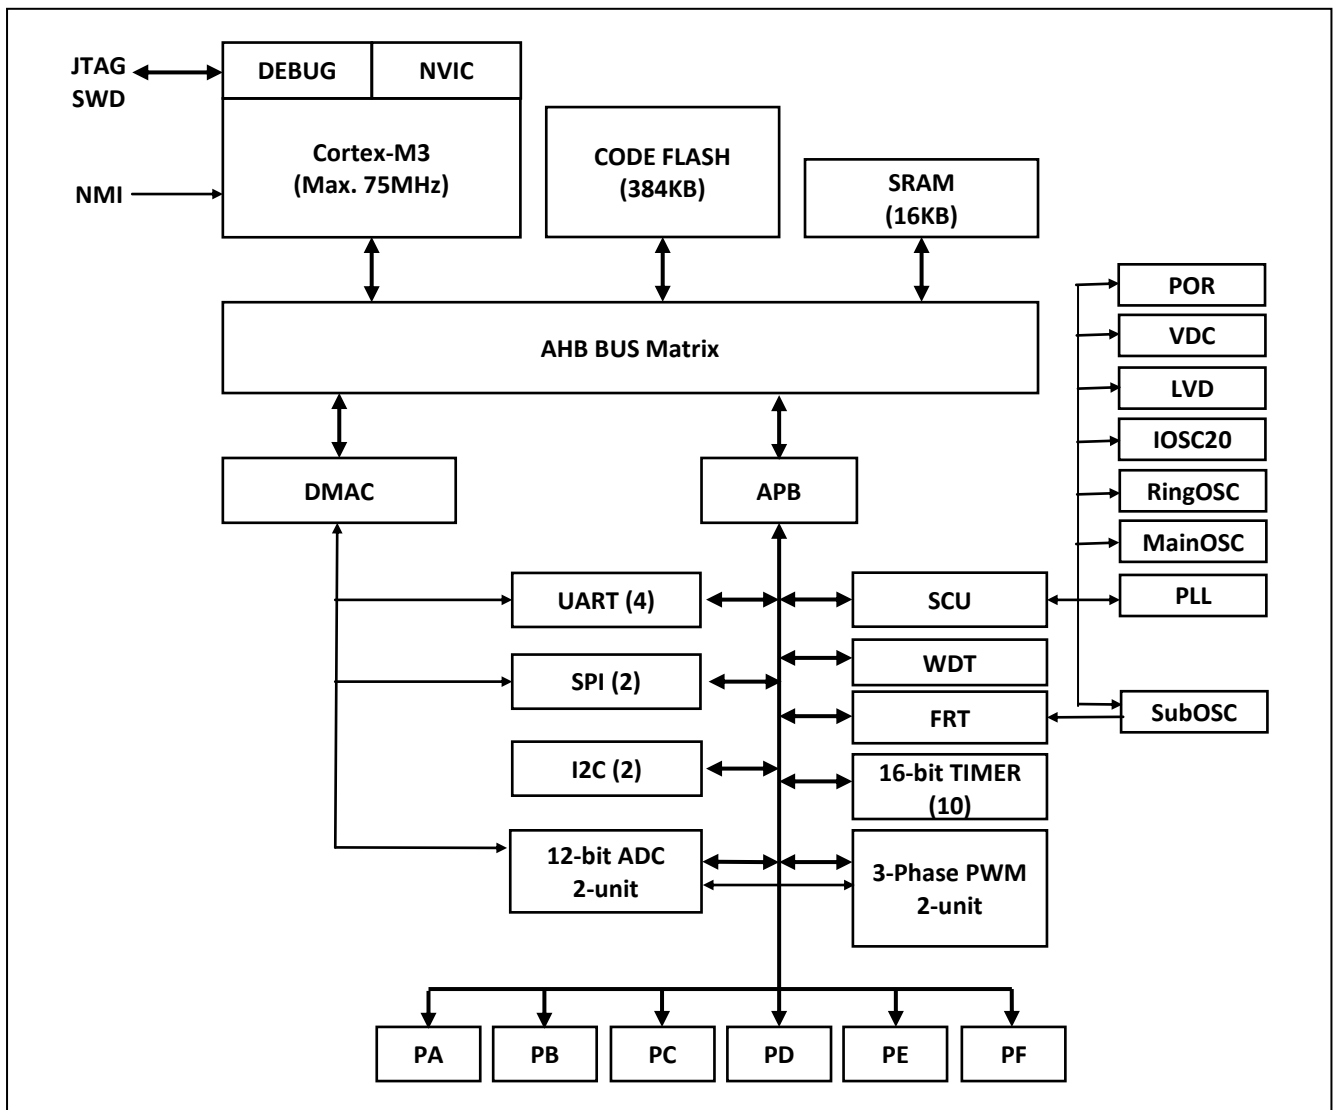 JTAG
SWD
DEBUG
NVIC
Cortex-M3
(Max. 75MHz)
NMI
CODE FLASH
(384KB)
SRAM
(16KB)
AHB BUS Matrix
POR
VDC
LVD
IOSC20
RingOSC
MainOSC
PLL
SubOSC
DMAC
APB
UART (4)
SCU
SPI (2)
WDT
FRT
I2C (2)
16-bit TIMER
(10)
12-bit ADC
2-unit
3-Phase PWM
2-unit
PA
PB
PC
PD
PE
PF